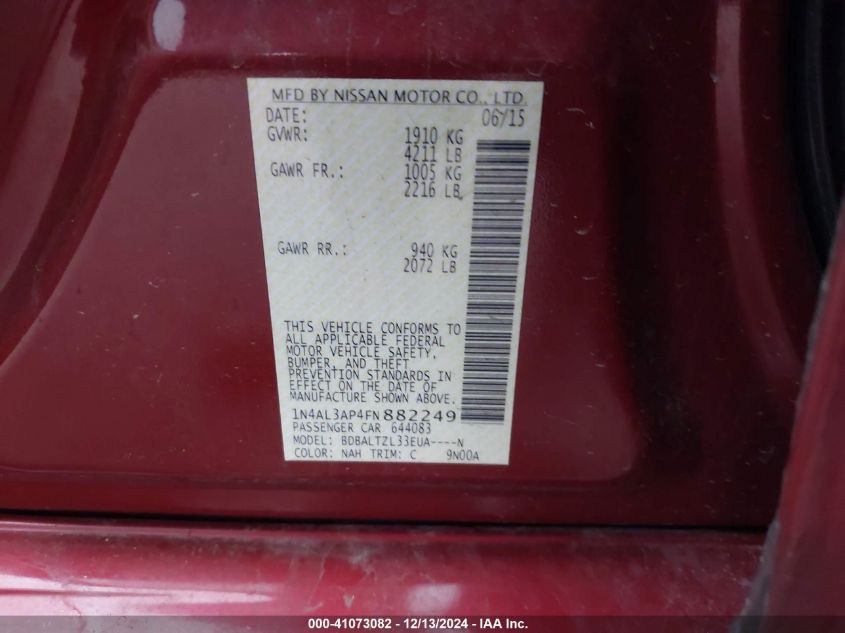 MFD BY NISSAN MOTOR CO., LTD.
DATE: 06/15
GVWR: 1910 KG
4211 LB
GAWR FR.: 1005 KG
2216 LB
GAWR RR.: 940 KG
2072 LB
THIS VEHICLE CONFORMS TO
ALL APPLICABLE FEDERAL
MOTOR VEHICLE SAFETY,
BUMPER, AND THEFT
PREVENTION STANDARDS IN
EFFECT ON THE DATE OF
MANUFACTURE SHOWN ABOVE.
1N4AL3AP4FN882249
PASSENGER CAR 644083
MODEL: BDBALTZL33EUA----N
COLOR: NAH TRIM: C 9N00A
000-41073082 - 12/13/2024 - IAA Inc.